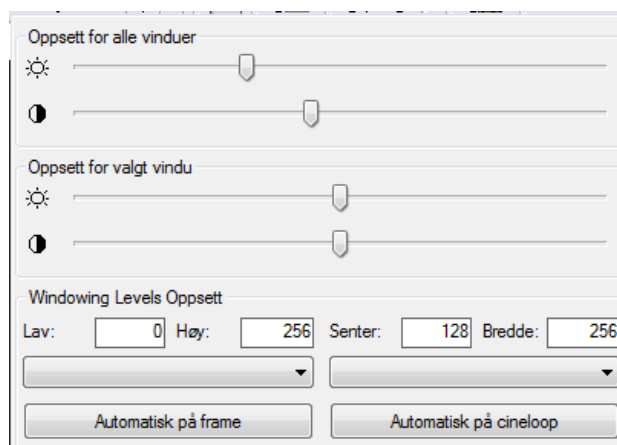 Oppsett for alle vinduer
Oppsett for valgt vindu
Windowing Levels Oppsett
Lav: 0 Høy: 256 Senter: 128 Bredde: 256
Automatisk på frame Automatisk på cineloop